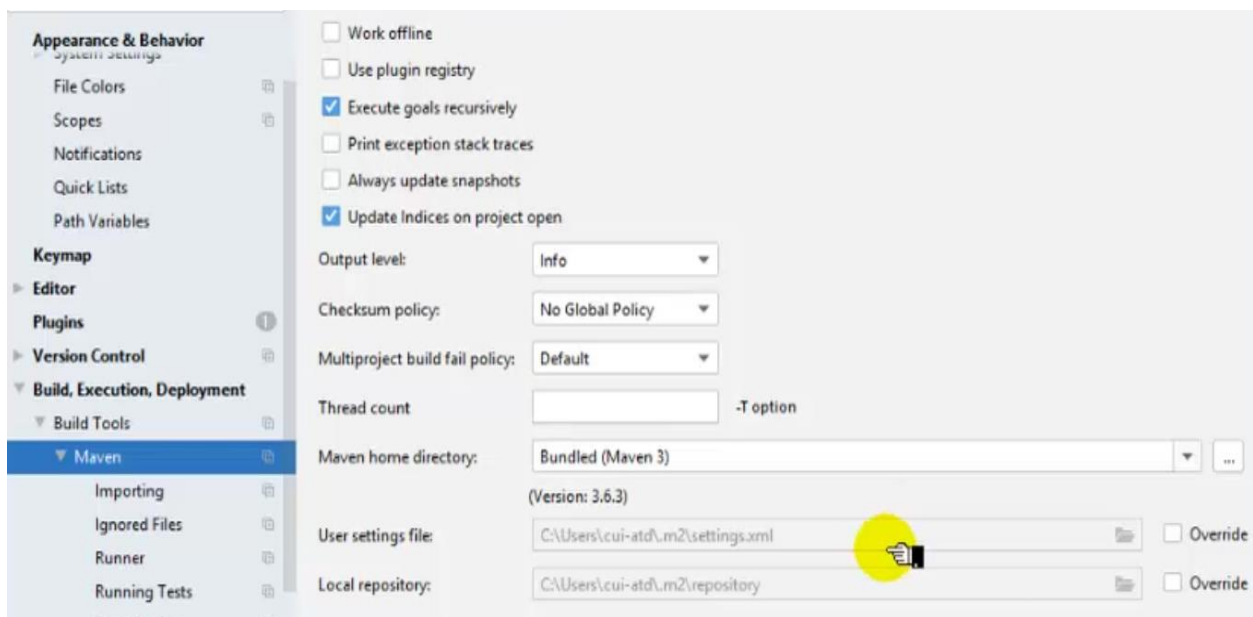 Appearance & Behavior
System Settings
File Colors
Scopes
Notifications
Quick Lists
Path Variables
Keymap
Editor
Plugins
Version Control
Build, Execution, Deployment
Build Tools
Maven
Importing
Ignored Files
Runner
Running Tests
Work offline
Use plugin registry
Execute goals recursively
Print exception stack traces
Always update snapshots
Update Indices on project open
Output level: Info
Checksum policy: No Global Policy
Multiproject build fail policy: Default
Thread count -T option
Maven home directory: Bundled (Maven 3) ...
(Version: 3.6.3)
User settings file: C:\Users\cui-atd\.m2\settings.xml Override
Local repository: C:\Users\cui-atd\.m2\repository Override